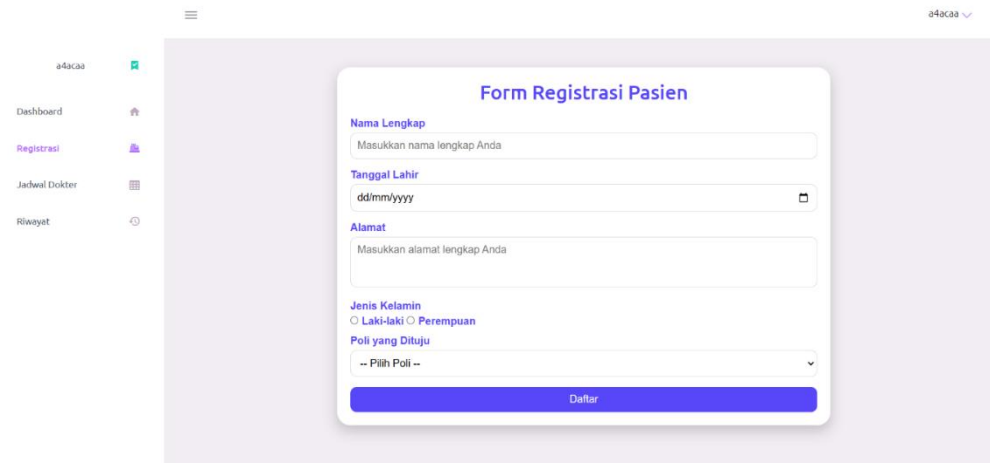 a4acaa
a4acaa
Dashboard
Registrasi
Jadwal Dokter
Riwayat
Form Registrasi Pasien
Nama Lengkap
Masukkan nama lengkap Anda
Tanggal Lahir
dd/mm/yyyy
Alamat
Masukkan alamat lengkap Anda
Jenis Kelamin
Laki-laki Perempuan
Poli yang Dituju
-- Pilih Poli --
Daftar